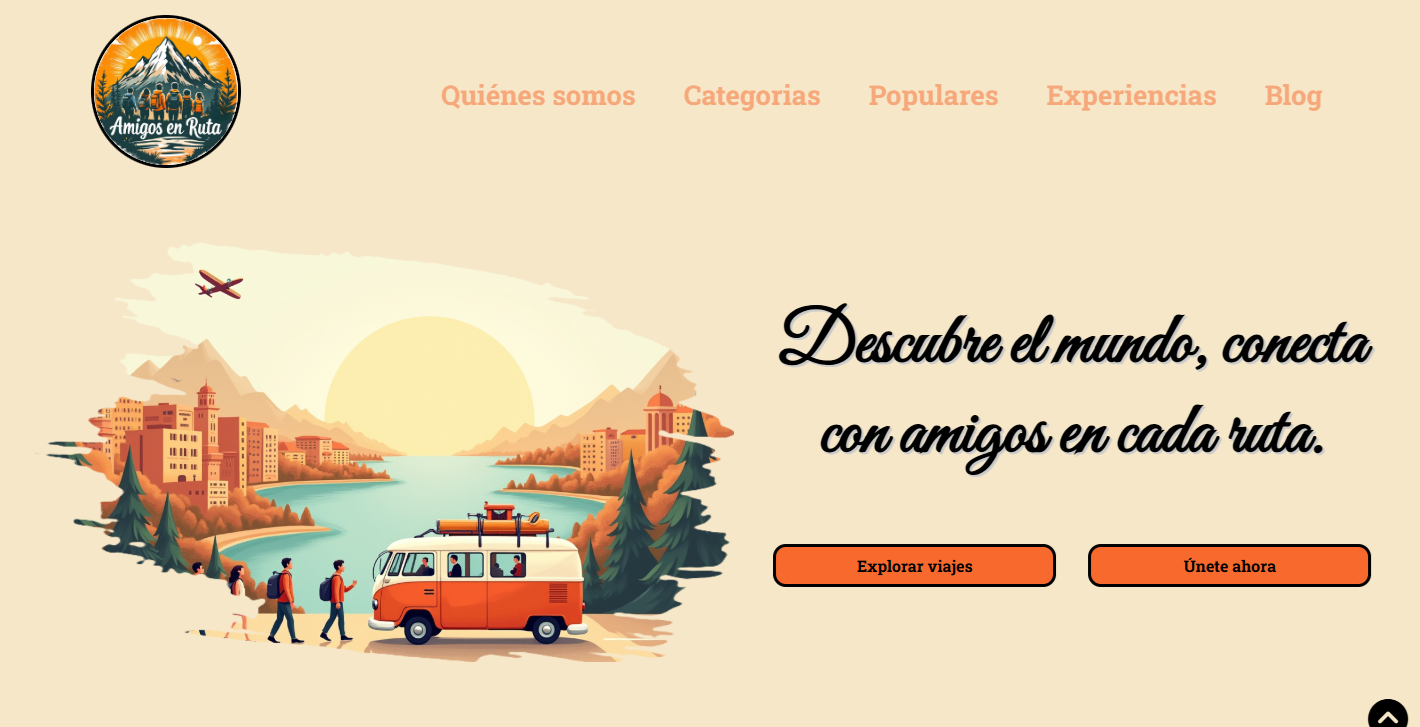 Amigos en Ruta
Quiénes somos
Categorias
Populares
Experiencias
Blog
Descubre el mundo, conecta
con amigos en cada ruta.
Explorar viajes
Únete ahora